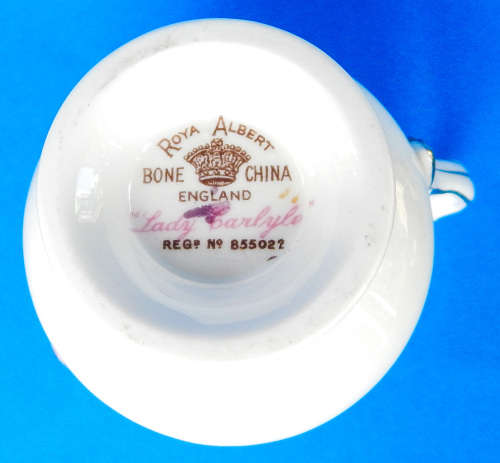 ROYA ALBERT
BONE CHINA
ENGLAND
"Lady Carlyle"
REGD NO 855022